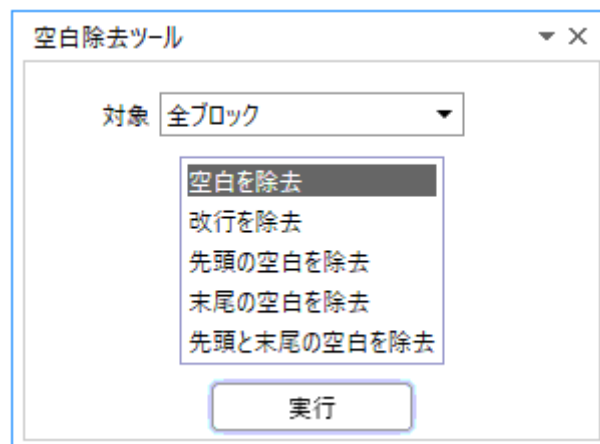 空白除去ツール
対象 全ブロック
空白を除去
改行を除去
先頭の空白を除去
末尾の空白を除去
先頭と末尾の空白を除去
実行